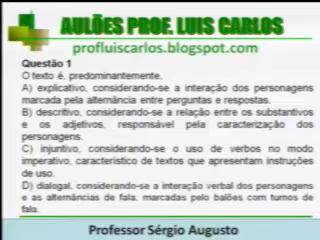 AULÕES PROF. LUIS CARLOS
profluiscarlos.blogspot.com
Questão 1
O texto é, predominantemente,
A) explicativo, considerando-se a interação dos personagens
marcada pela alternância entre perguntas e respostas.
B) descritivo, considerando-se a relação entre os substantivos
e os adjetivos, responsável pela caracterização dos
personagens.
C) injuntivo, considerando-se o uso de verbos no modo
imperativo, característico de textos que apresentam instruções
de uso.
D) dialogal, considerando-se a interação verbal dos personagens
e as alternâncias de fala, marcadas pelo balões com turnos de
fala.
Professor Sérgio Augusto